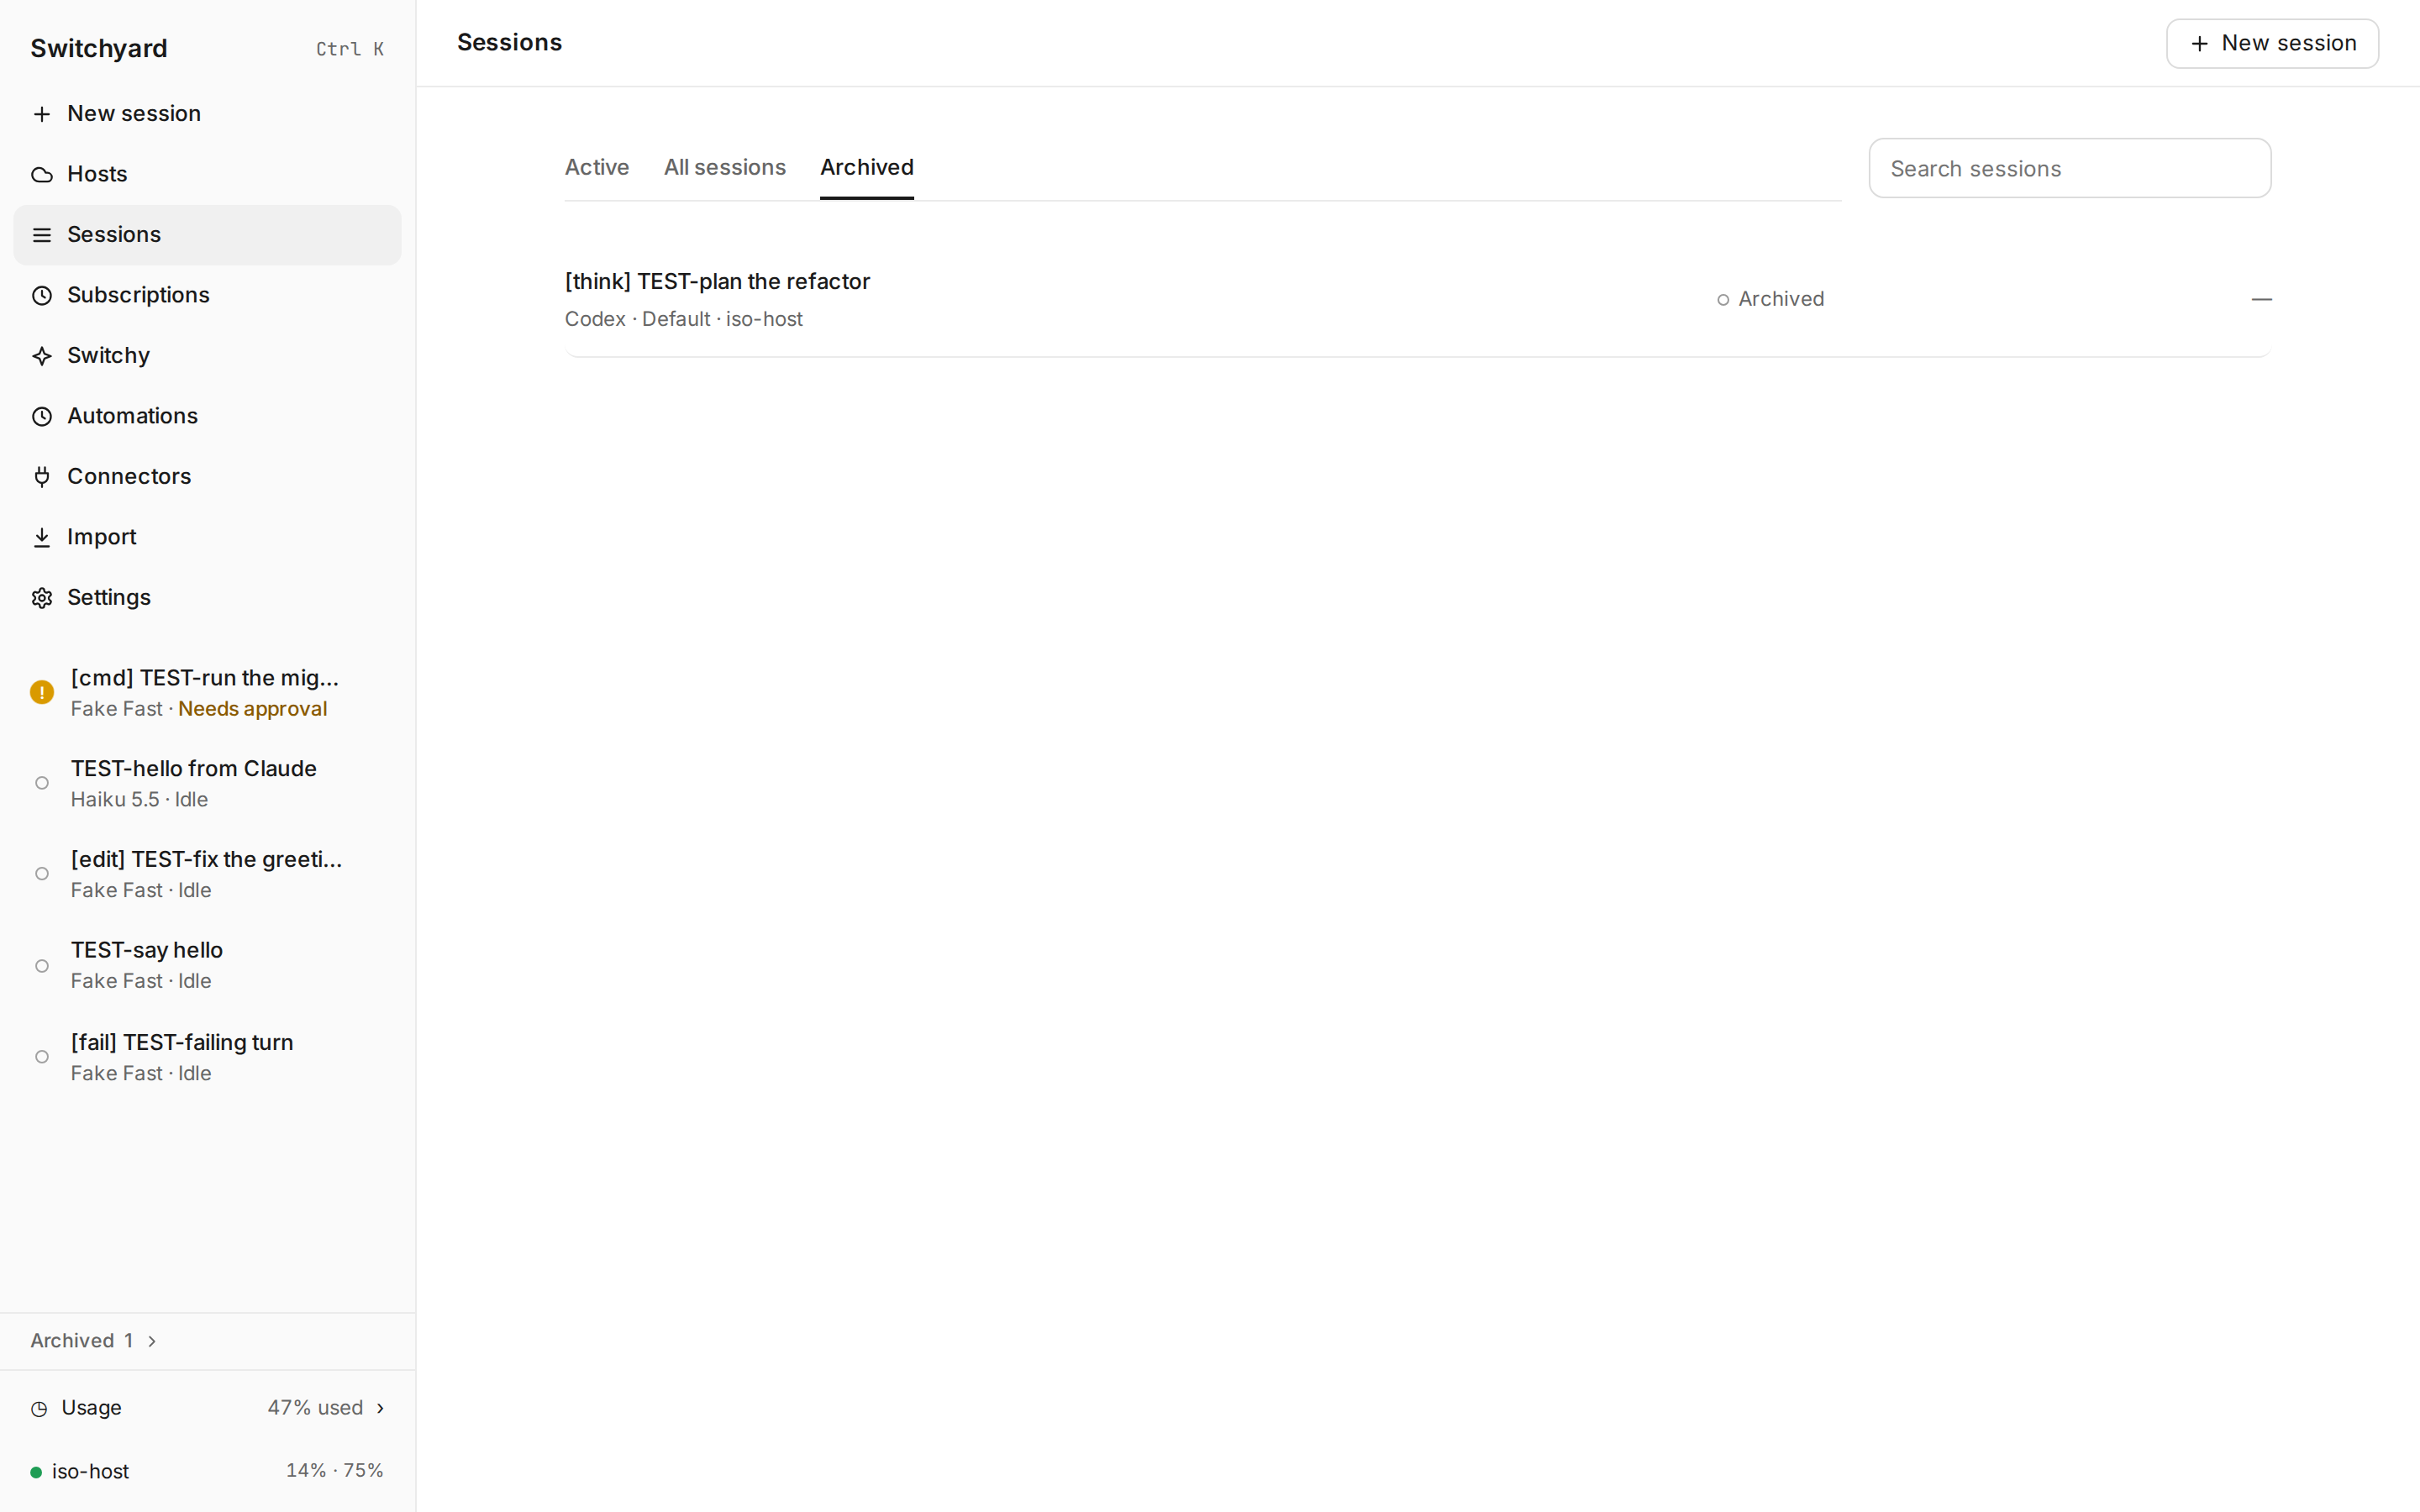 Switchyard
Ctrl K
New session
Hosts
Sessions
Subscriptions
Switchy
Automations
Connectors
Import
Settings
[cmd] TEST-run the mig...
Fake Fast · Needs approval
TEST-hello from Claude
Haiku 5.5 · Idle
[edit] TEST-fix the greeti...
Fake Fast · Idle
TEST-say hello
Fake Fast · Idle
[fail] TEST-failing turn
Fake Fast · Idle
Archived 1
Usage 47% used
iso-host 14% · 75%
Sessions
New session
Active All sessions Archived
Search sessions
[think] TEST-plan the refactor
Codex · Default · iso-host
Archived —